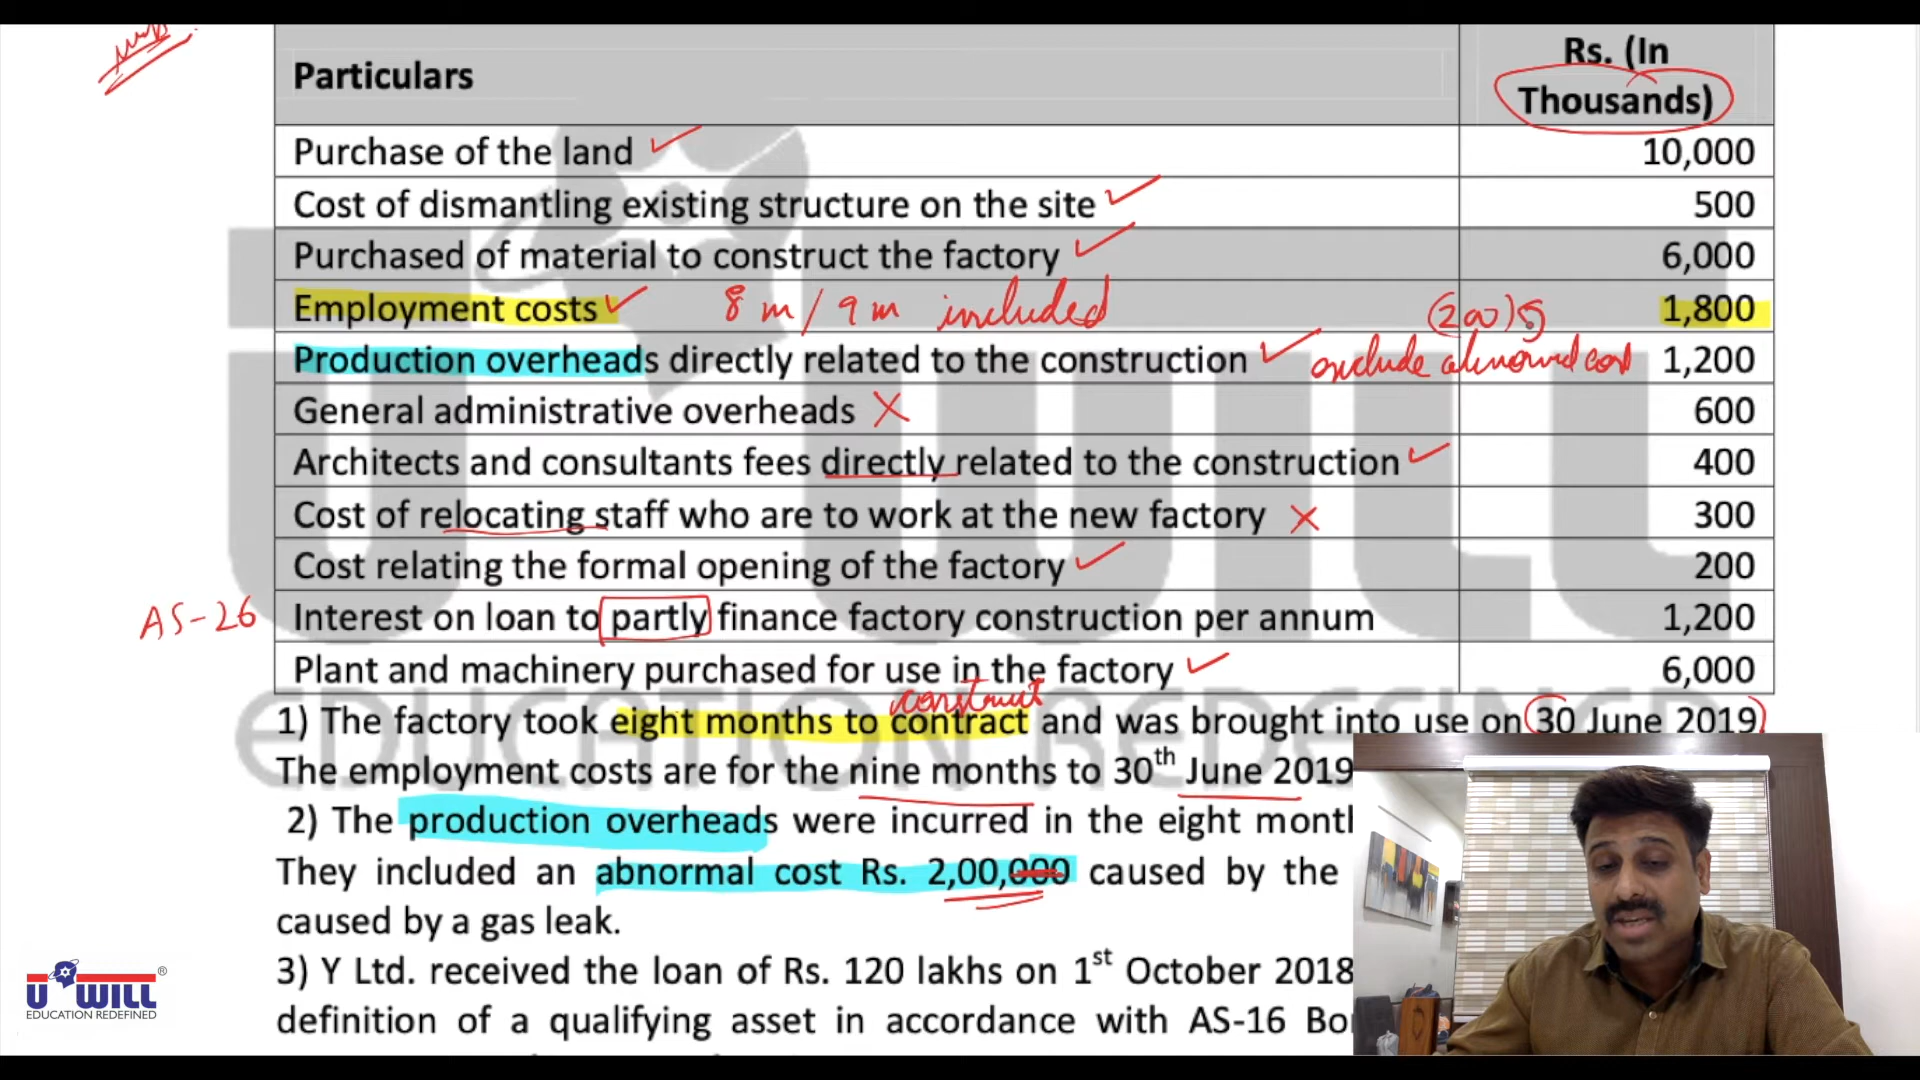 Particulars
Rs. (In
Thousands)
Purchase of the land 10,000
Cost of dismantling existing structure on the site 500
Purchased of material to construct the factory 6,000
Employment costs 8 m / 9 m included 1,800
(200)
Production overheads directly related to the construction exclude abnormal cost 1,200
General administrative overheads X 600
Architects and consultants fees directly related to the construction 400
Cost of relocating staff who are to work at the new factory X 300
Cost relating the formal opening of the factory 200
AS-26 Interest on loan to partly finance factory construction per annum 1,200
Plant and machinery purchased for use in the factory 6,000
construct
1) The factory took eight months to contract and was brought into use on 30 June 2019
The employment costs are for the nine months to 30th June 2019
2) The production overheads were incurred in the eight month
They included an abnormal cost Rs. 2,00,000 caused by the
caused by a gas leak.
3) Y Ltd. received the loan of Rs. 120 lakhs on 1st October 2018
definition of a qualifying asset in accordance with AS-16 Bo
U WILL
EDUCATION REDEFINED
U WILL ®
EDUCATION REDEFINED